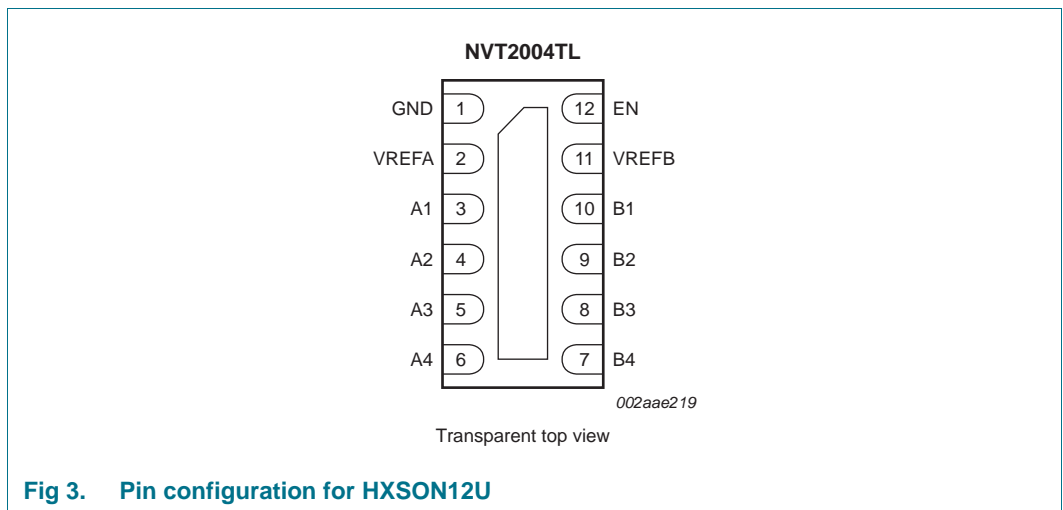 NVT2004TL
GND 1 12 EN
VREFA 2 11 VREFB
A1 3 10 B1
A2 4 9 B2
A3 5 8 B3
A4 6 7 B4
002aae219
Transparent top view
Fig 3. Pin configuration for HXSON12U